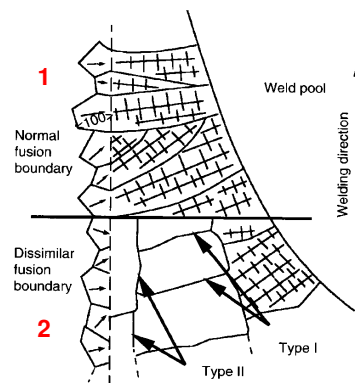 1
Weld pool
Welding direction
100
Normal
fusion
boundary
Dissimilar
fusion
boundary
2
Type I
Type II